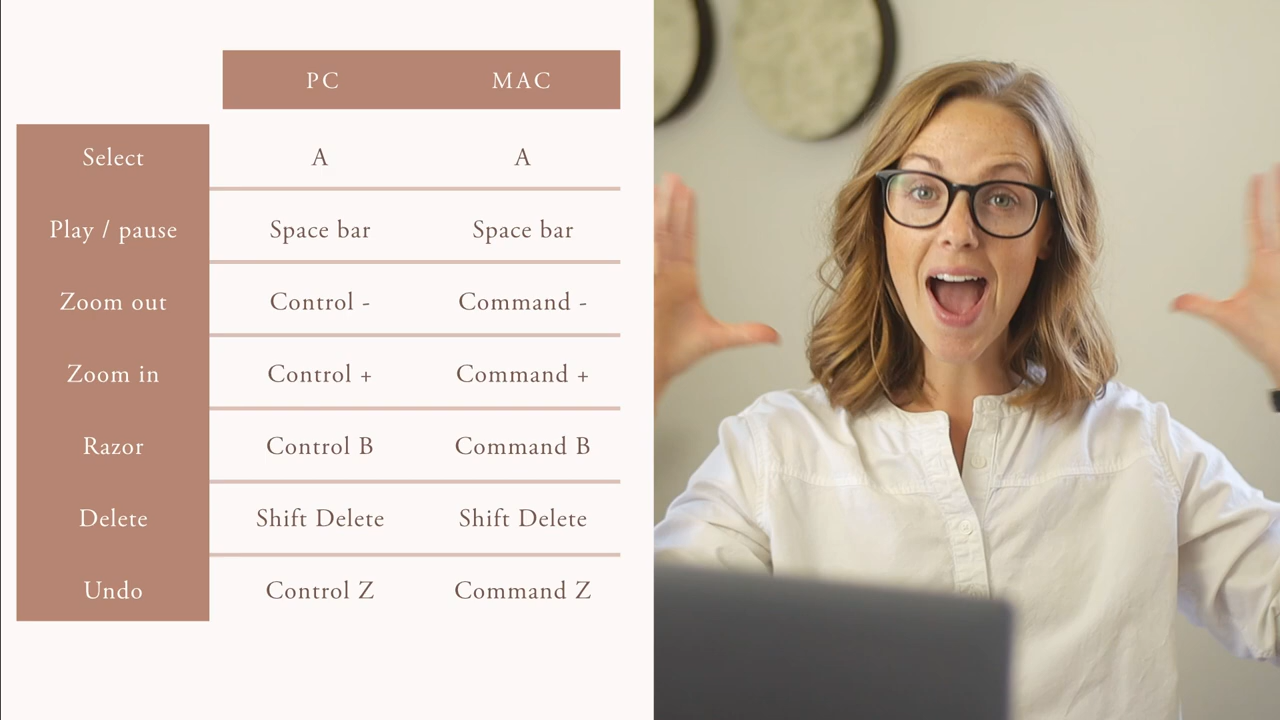 PC MAC
Select A A
Play / pause Space bar Space bar
Zoom out Control - Command -
Zoom in Control + Command +
Razor Control B Command B
Delete Shift Delete Shift Delete
Undo Control Z Command Z